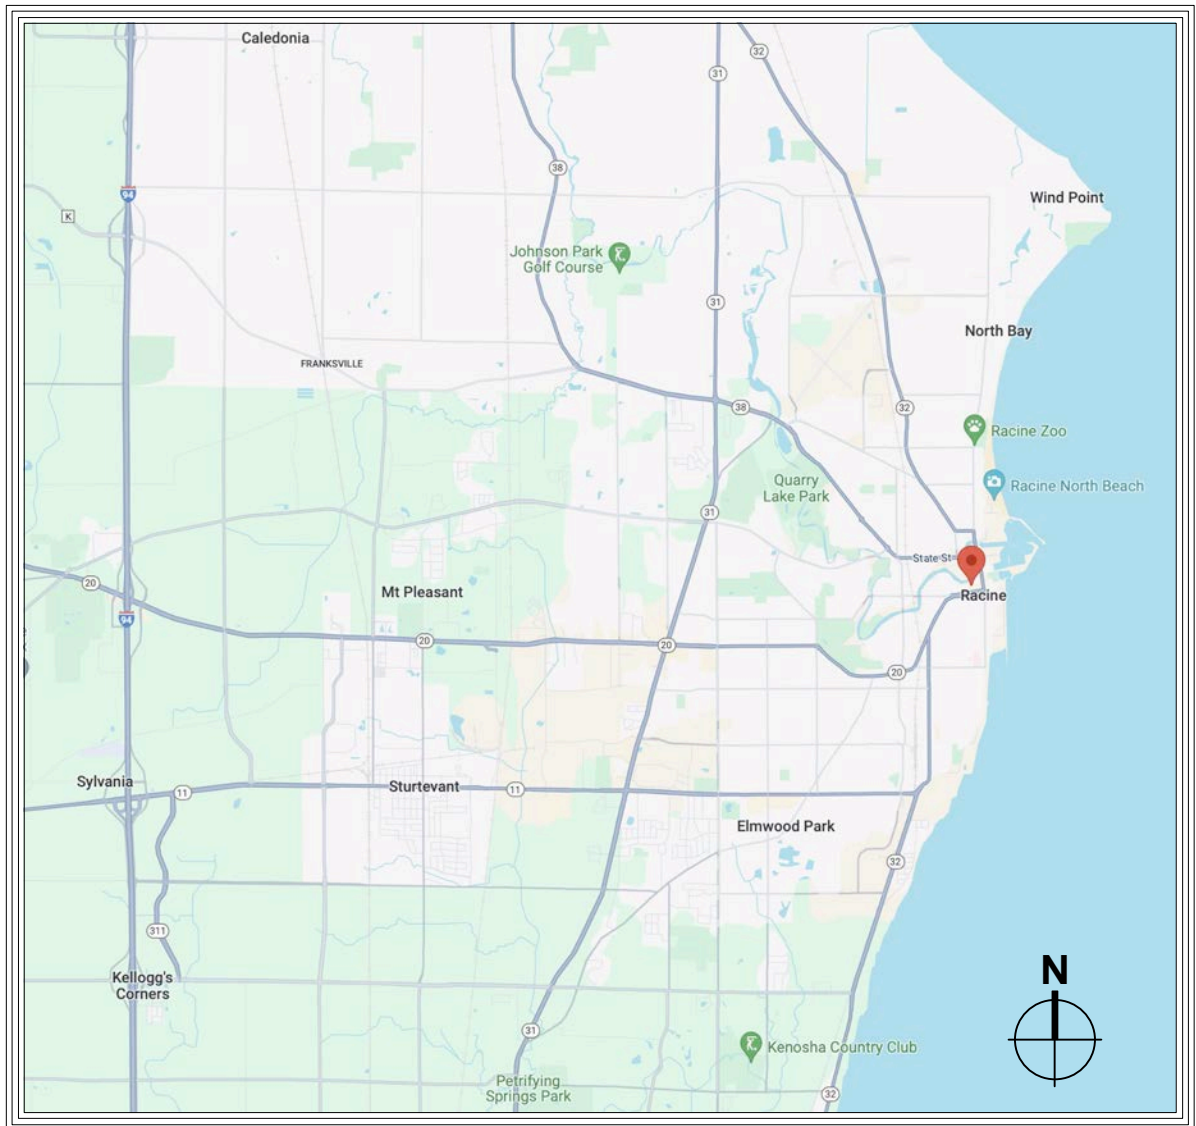 Caledonia
32
31
38
94
K
Wind Point
Johnson Park
Golf Course
31
North Bay
FRANKSVILLE
38
32
Racine Zoo
Quarry
Lake Park
Racine North Beach
31
State St
20
Mt Pleasant
Racine
94
20
20
20
Sylvania
11
Sturtevant
11
Elmwood Park
32
311
N
Kellogg's
Corners
31
Kenosha Country Club
Petrifying
Springs Park
32